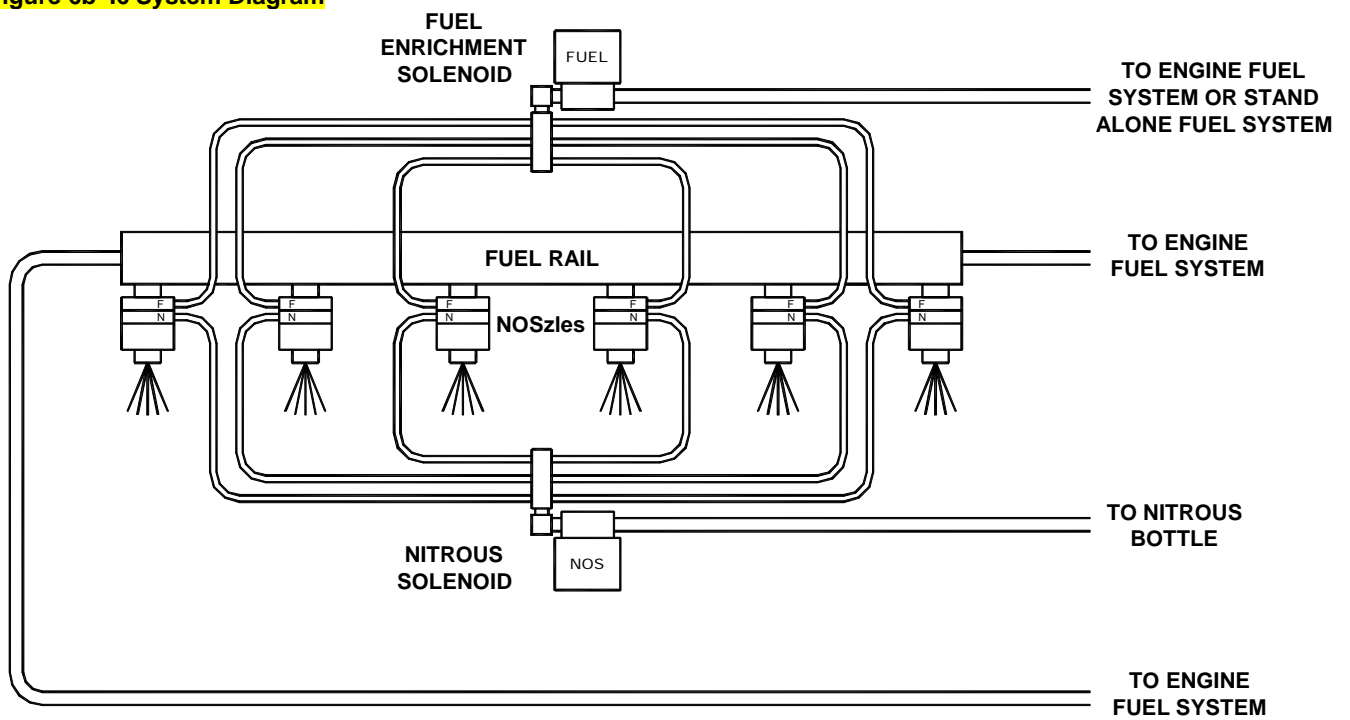 System Diagram
FUEL
ENRICHMENT
SOLENOID
FUEL
TO ENGINE FUEL
SYSTEM OR STAND
ALONE FUEL SYSTEM
FUEL RAIL
TO ENGINE
FUEL SYSTEM
F
N
F
N
F
N
F
N
F
N
F
N
NOSzles
NITROUS
SOLENOID
NOS
TO NITROUS
BOTTLE
TO ENGINE
FUEL SYSTEM